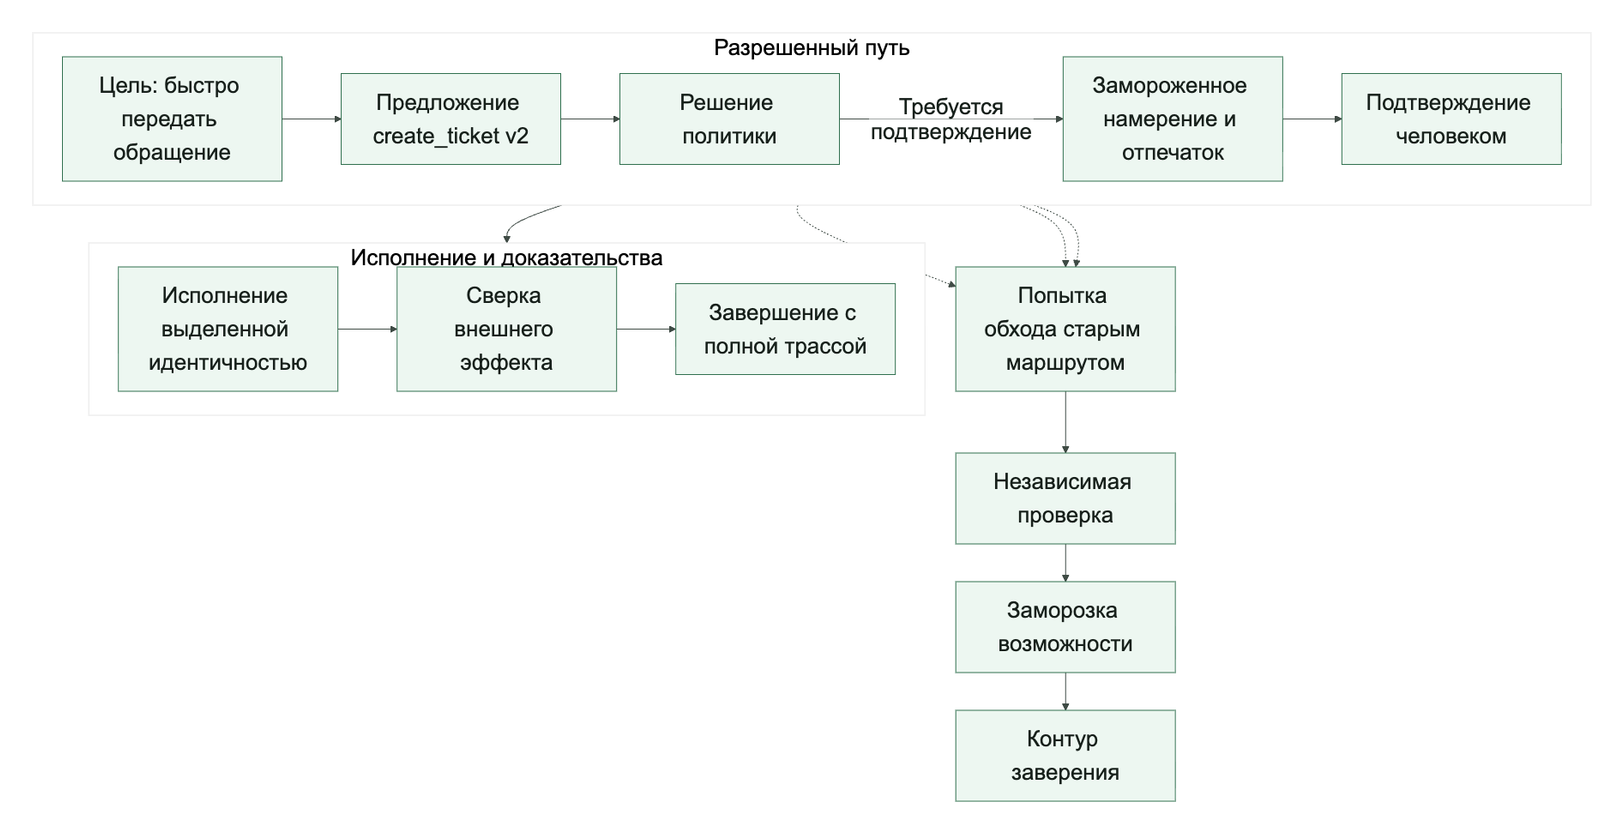 Разрешенный путь
Цель: быстро
передать
обращение
Предложение
create_ticket v2
Решение
политики
Требуется
подтверждение
Замороженное
намерение и
отпечаток
Подтверждение
человеком
Исполнение и доказательства
Исполнение
выделенной
идентичностью
Сверка
внешнего
эффекта
Завершение с
полной трассой
Попытка
обхода старым
маршрутом
Независимая
проверка
Заморозка
возможности
Контур
заверения